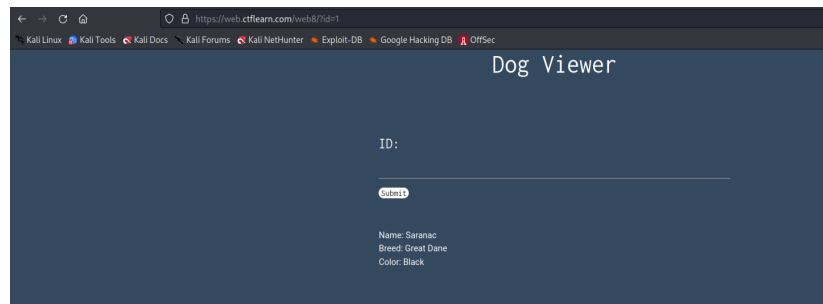 https://web.ctflearn.com/web8/?id=1
Kali Linux Kali Tools Kali Docs Kali Forums Kali NetHunter Exploit-DB Google Hacking DB OffSec
Dog Viewer
ID:
Submit
Name: Saranac
Breed: Great Dane
Color: Black